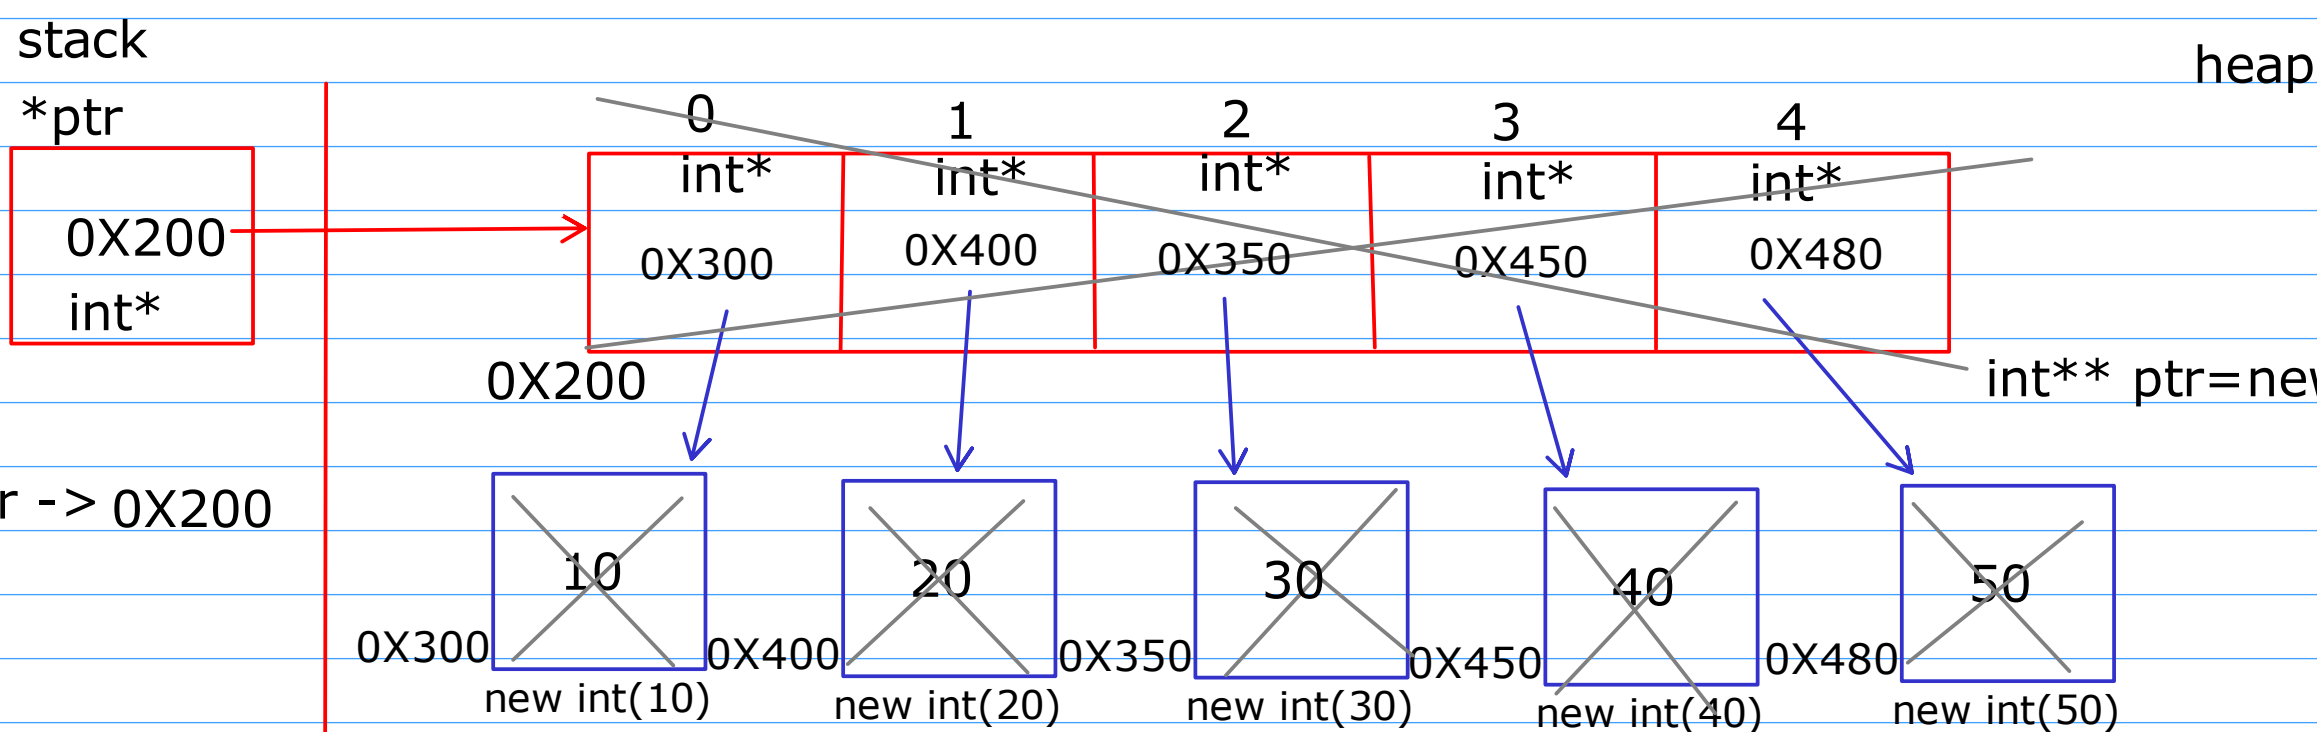 stack
heap
*ptr
0 1 2 3 4
int* int* int* int* int*
0X200
0X300 0X400 0X350 0X450 0X480
int*
0X200
int** ptr=new
-> 0X200
10 20 30 40 50
0X300 0X400 0X350 0X450 0X480
new int(10) new int(20) new int(30) new int(40) new int(50)